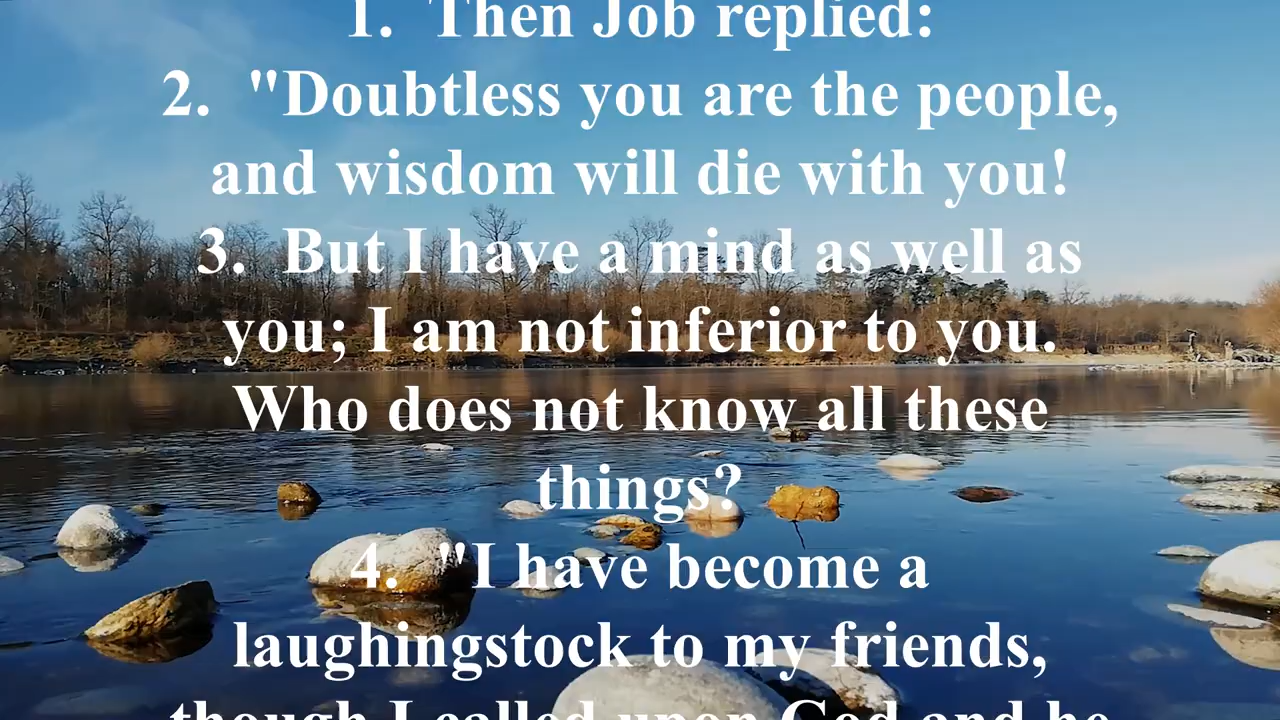 1. Then Job replied:
2. "Doubtless you are the people,
and wisdom will die with you!
3. But I have a mind as well as
you; I am not inferior to you.
Who does not know all these
things?
4. "I have become a
laughingstock to my friends,
though I called upon God and he